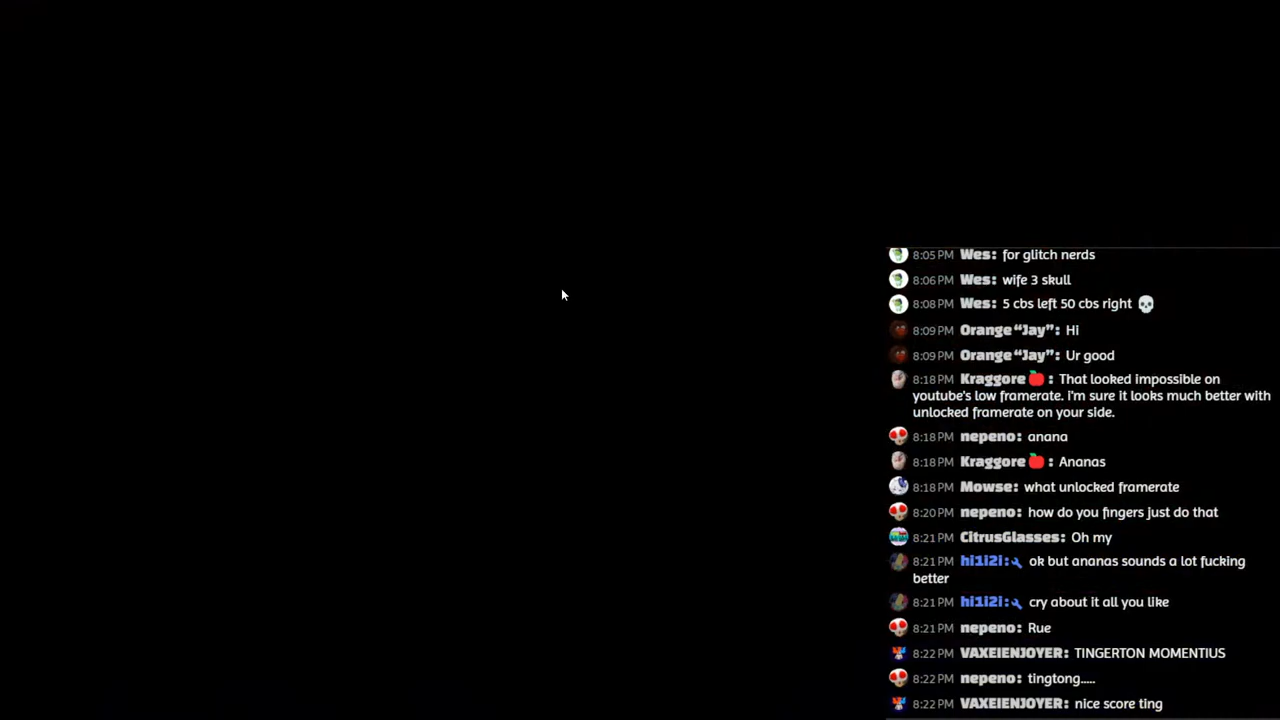 8:05 PM Wes: for glitch nerds
8:06 PM Wes: wife 3 skull
8:08 PM Wes: 5 cbs left 50 cbs right 💀
8:09 PM Orange “Jay”: Hi
8:09 PM Orange “Jay”: Ur good
8:18 PM Kraggore🍎: That looked impossible on
youtube's low framerate. I'm sure it looks much better with
unlocked framerate on your side.
8:18 PM nepeno: anana
8:18 PM Kraggore🍎: Ananas
8:18 PM Mowse: what unlocked framerate
8:20 PM nepeno: how do you fingers just do that
8:21 PM CitrusGlasses: Oh my
8:21 PM hi1i2i:🔧 ok but ananas sounds a lot fucking
better
8:21 PM hi1i2i:🔧 cry about it all you like
8:21 PM nepeno: Rue
8:22 PM VAXEIENJOYER: TINGERTON MOMENTIUS
8:22 PM nepeno: tingtong.....
8:22 PM VAXEIENJOYER: nice score ting